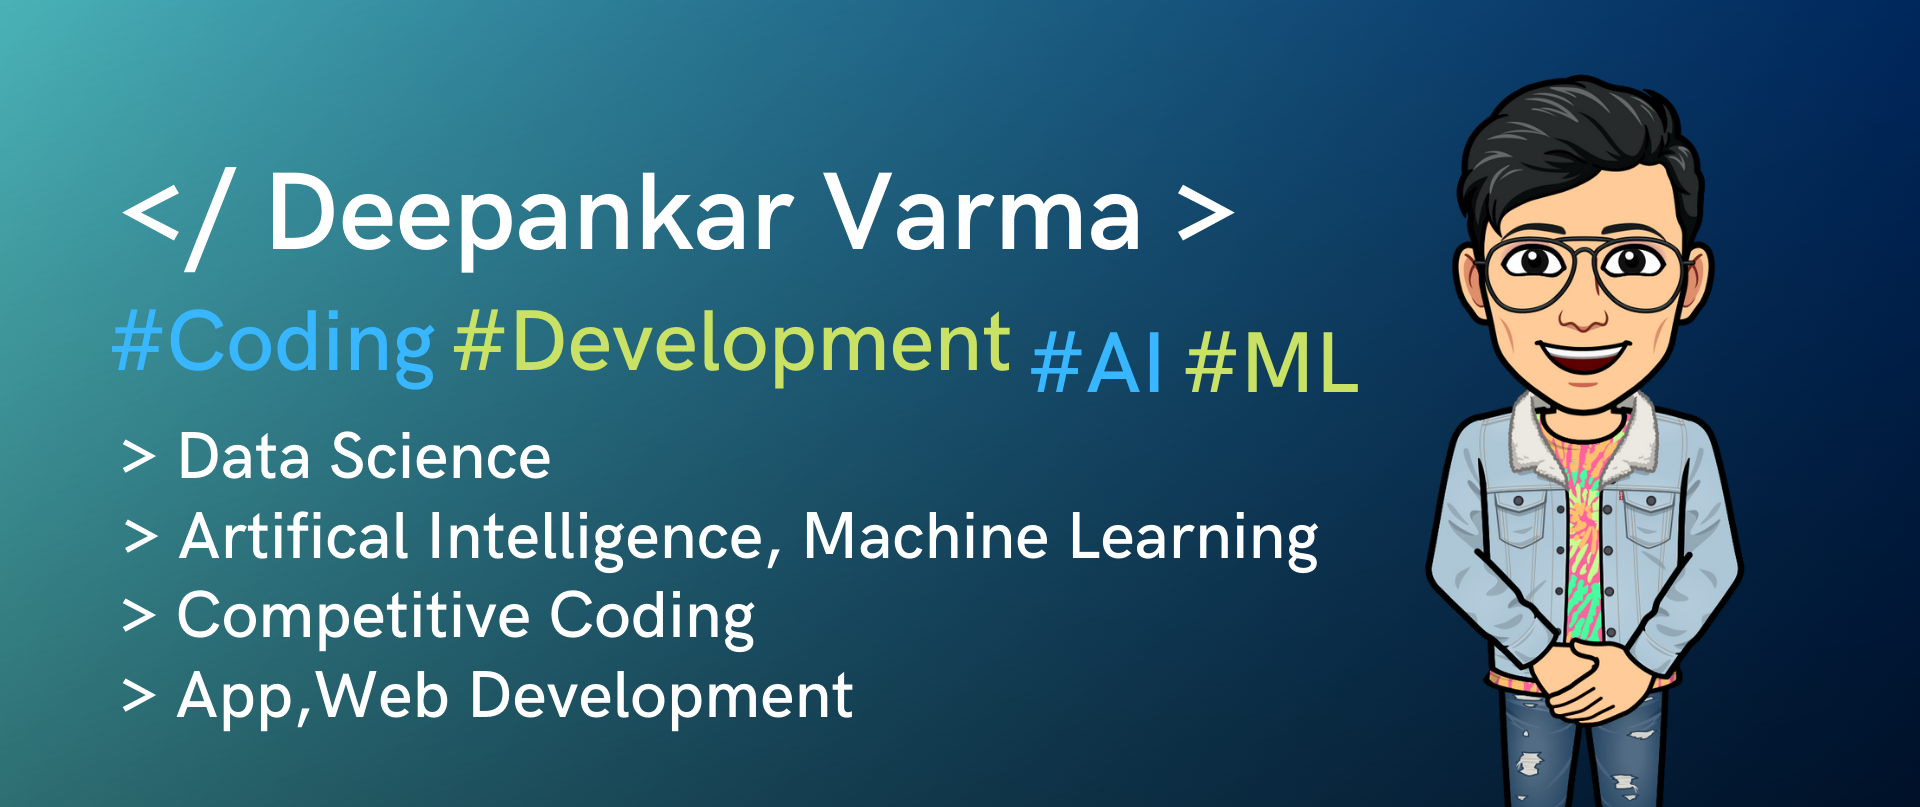 </ Deepankar Varma >
#Coding #Development #AI #ML
> Data Science
> Artifical Intelligence, Machine Learning
> Competitive Coding
> App,Web Development